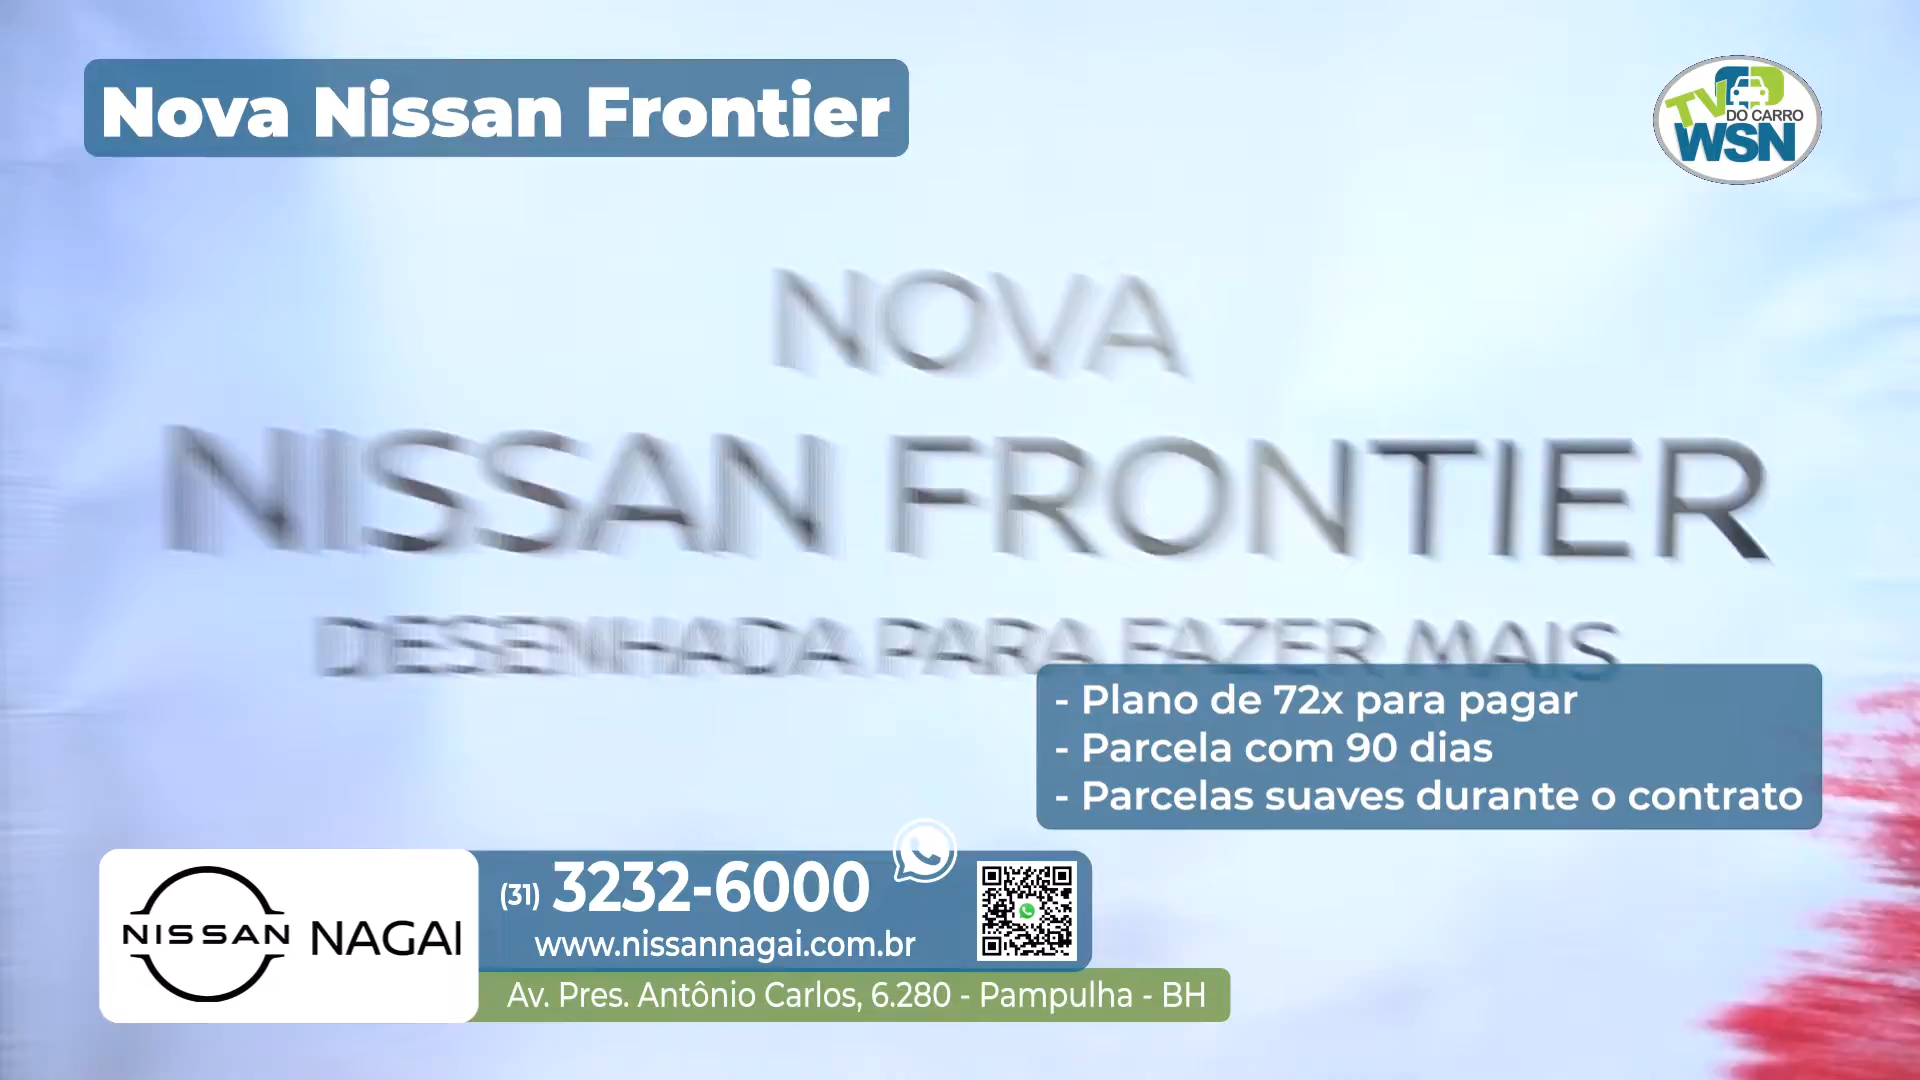 Nova Nissan Frontier
TV
DO CARRO
WSN
NOVA
NISSAN FRONTIER
DESENHADA PARA FAZER MAIS
- Plano de 72x para pagar
- Parcela com 90 dias
- Parcelas suaves durante o contrato
NISSAN NAGAI
(31) 3232-6000
www.nissannagai.com.br
Av. Pres. Antônio Carlos, 6.280 - Pampulha - BH